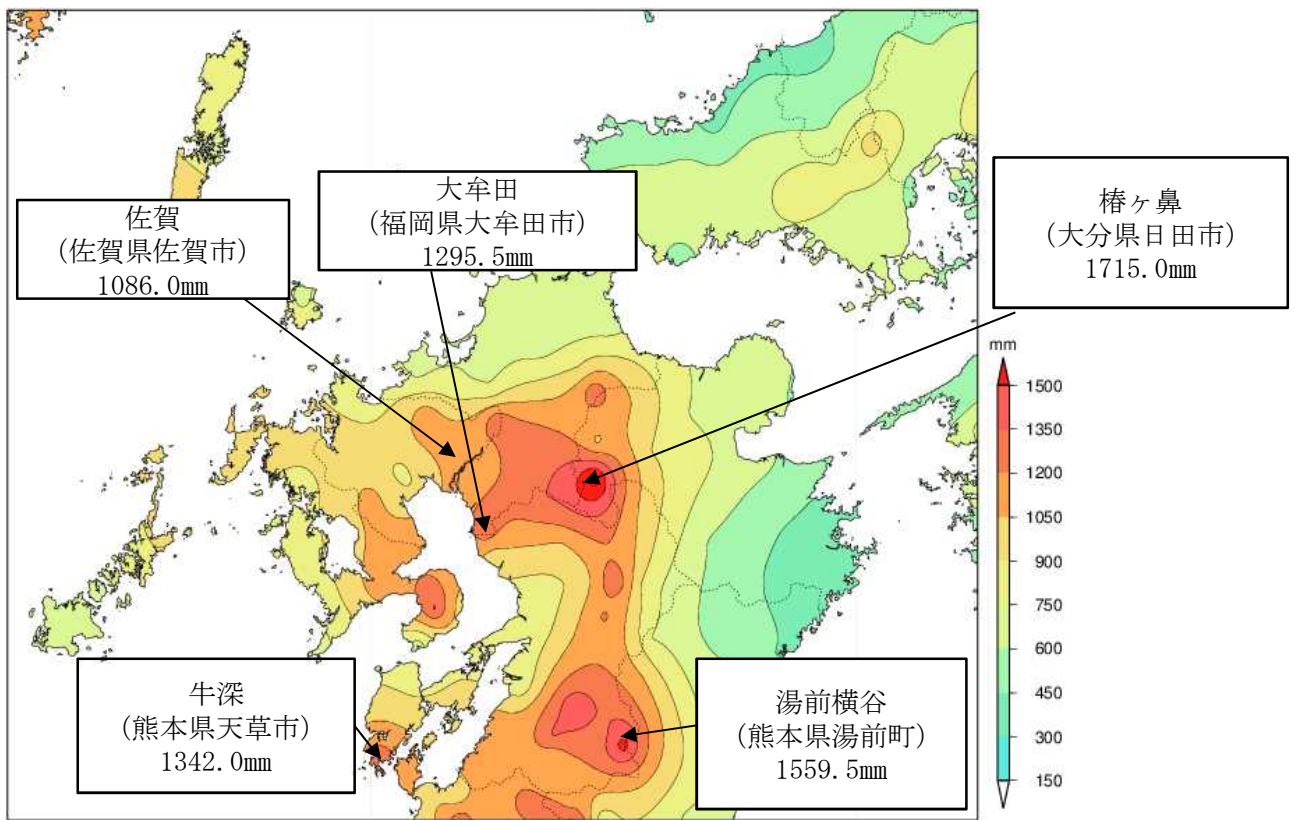 佐賀
(佐賀県佐賀市)
1086.0mm
大牟田
(福岡県大牟田市)
1295.5mm
椿ヶ鼻
(大分県日田市)
1715.0mm
牛深
(熊本県天草市)
1342.0mm
湯前横谷
(熊本県湯前町)
1559.5mm
mm
1500
1350
1200
1050
900
750
600
450
300
150